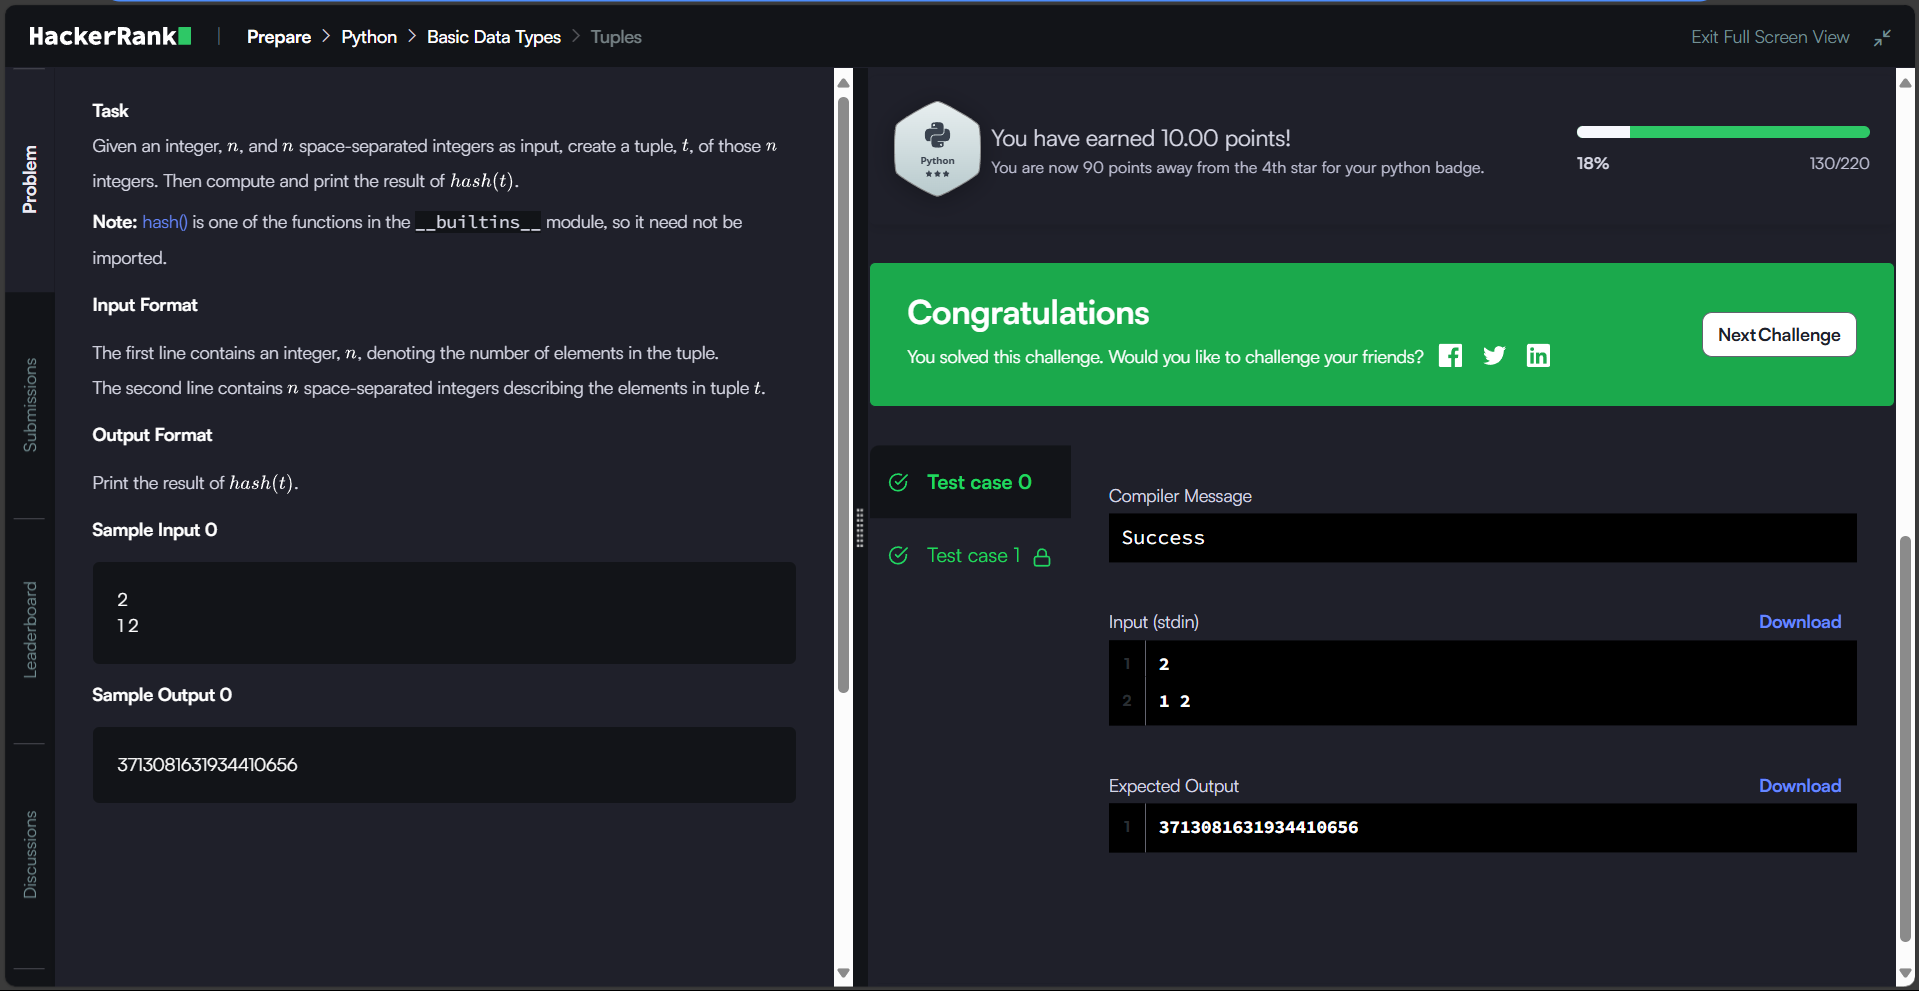 HackerRank
Prepare > Python > Basic Data Types > Tuples
Exit Full Screen View
Problem
Submissions
Leaderboard
Discussions
Task
Given an integer, n, and n space-separated integers as input, create a tuple, t, of those n
integers. Then compute and print the result of hash(t).
Note: hash() is one of the functions in the __builtins__ module, so it need not be
imported.
Input Format
The first line contains an integer, n, denoting the number of elements in the tuple.
The second line contains n space-separated integers describing the elements in tuple t.
Output Format
Print the result of hash(t).
Sample Input 0
2
1 2
Sample Output 0
3713081631934410656
Python
You have earned 10.00 points!
You are now 90 points away from the 4th star for your python badge.
18%
130/220
Congratulations
You solved this challenge. Would you like to challenge your friends?
Next Challenge
Test case 0
Test case 1
Compiler Message
Success
Input (stdin)
Download
1 2
2 1 2
Expected Output
Download
1 3713081631934410656